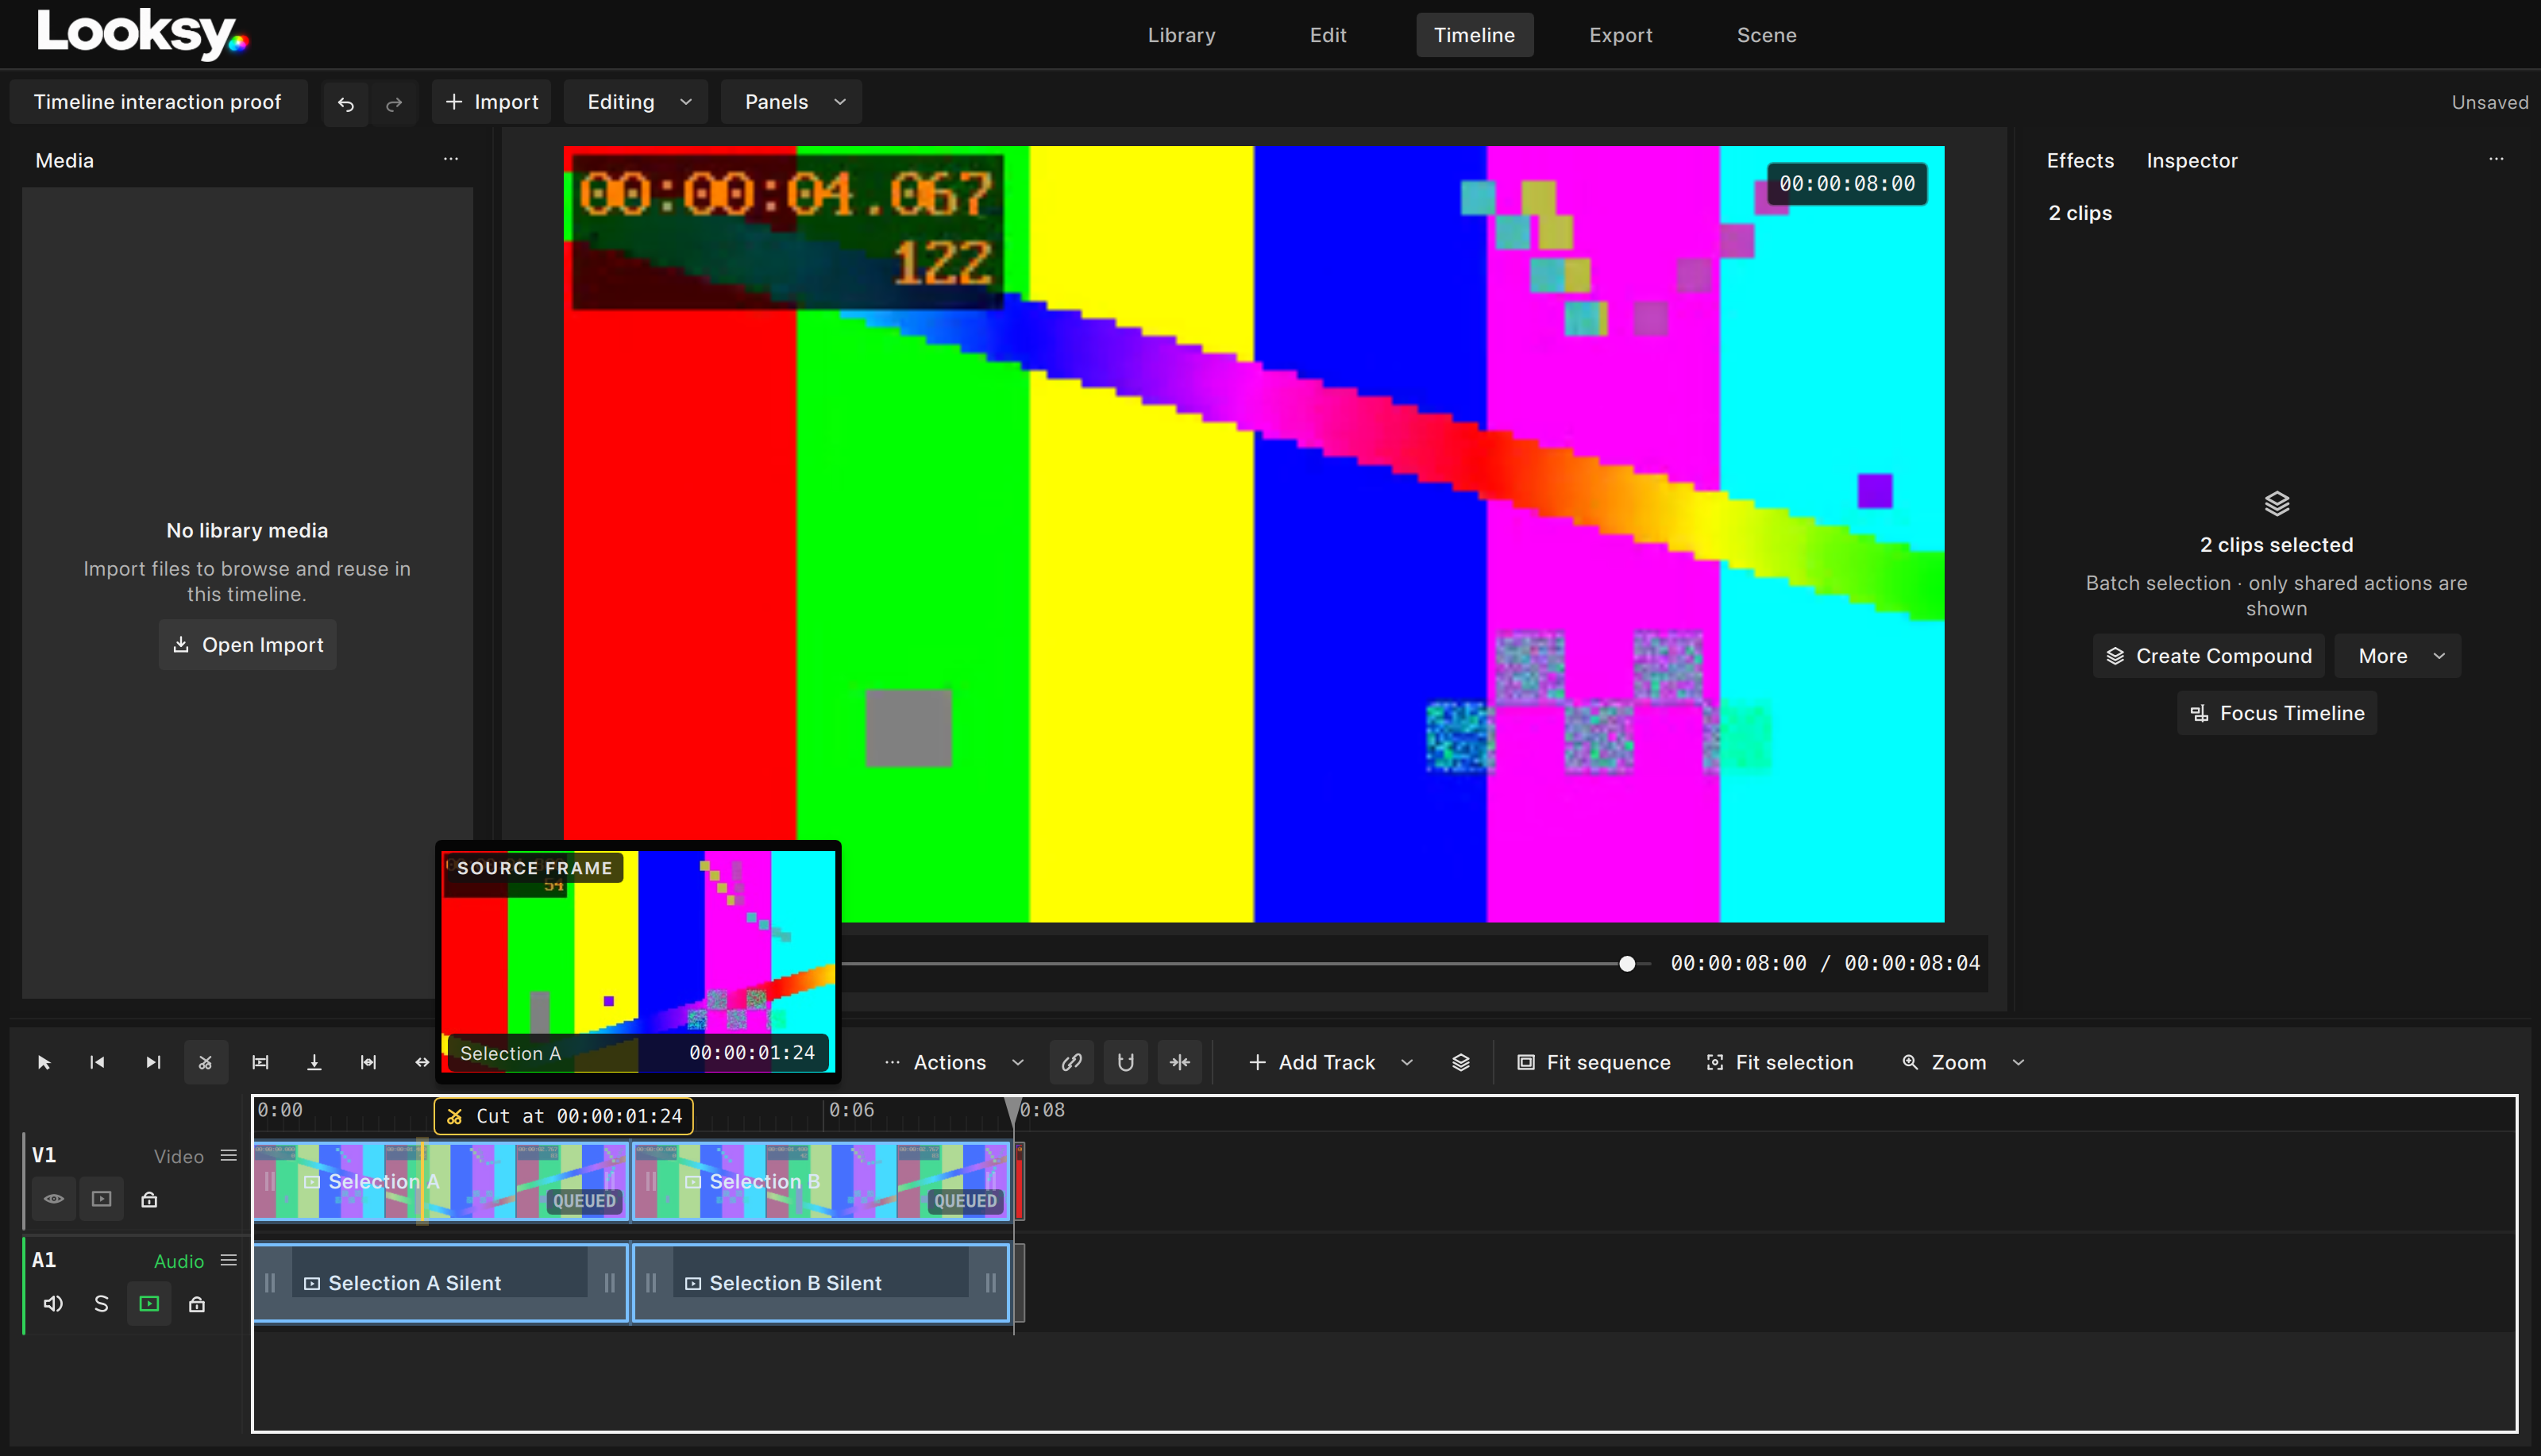 Looksy
Library
Edit
Timeline
Export
Scene
Timeline interaction proof
Import
Editing
Panels
Unsaved
Media
No library media
Import files to browse and reuse in
this timeline.
Open Import
00:00:04.067
122
00:00:08:00
Effects
Inspector
2 clips
2 clips selected
Batch selection · only shared actions are
shown
Create Compound
More
Focus Timeline
SOURCE FRAME
54
Selection A
00:00:01:24
00:00:08:00 / 00:00:08:04
Actions
Add Track
Fit sequence
Fit selection
Zoom
0:00
Cut at 00:00:01:24
0:06
0:08
V1
Video
Selection A
QUEUED
Selection B
QUEUED
A1
Audio
S
Selection A Silent
Selection B Silent